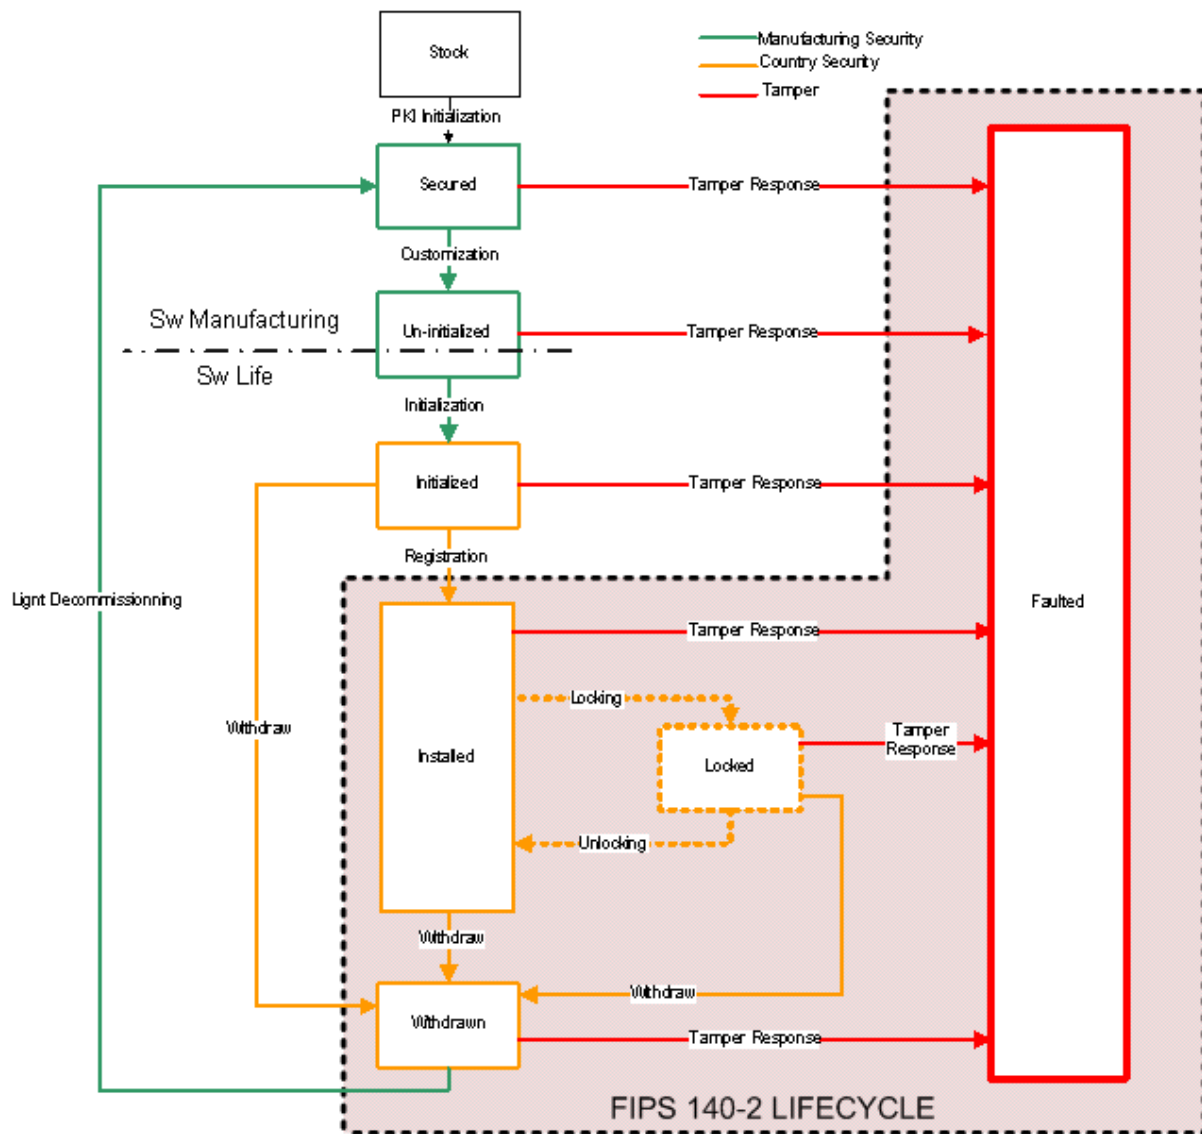 Stock
Manufacturing Security
Country Security
Tamper
PKI Initialization
Secured
Tamper Response
Customization
Sw Manufacturing
Un-initialized
Tamper Response
Sw Life
Initialization
Initialized
Tamper Response
Registration
Lignt Decommissionning
Faulted
Tamper Response
Locking
Withdraw
Installed
Locked
Tamper
Response
Unlocking
Withdraw
Withdraw
Withdrawn
Tamper Response
FIPS 140-2 LIFECYCLE